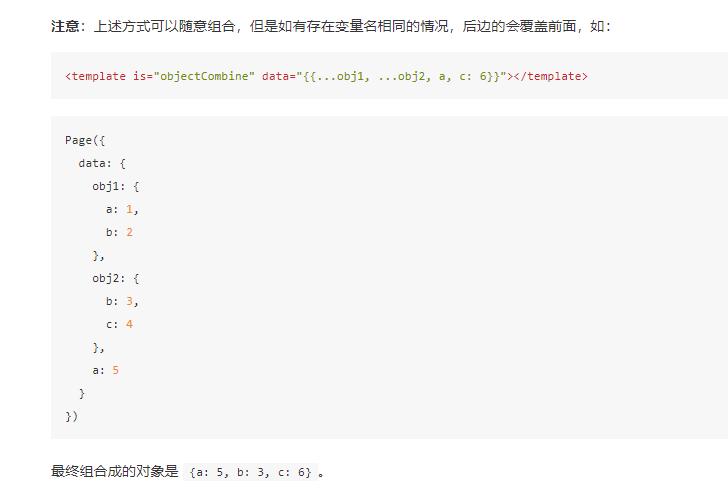 注意：上述方式可以随意组合，但是如有存在变量名相同的情况，后边的会覆盖前面，如：
<template is="objectCombine" data="{{...obj1, ...obj2, a, c: 6}}"></template>
Page({
  data: {
    obj1: {
      a: 1,
      b: 2
    },
    obj2: {
      b: 3,
      c: 4
    },
    a: 5
  }
})
最终组合成的对象是 {a: 5, b: 3, c: 6} 。